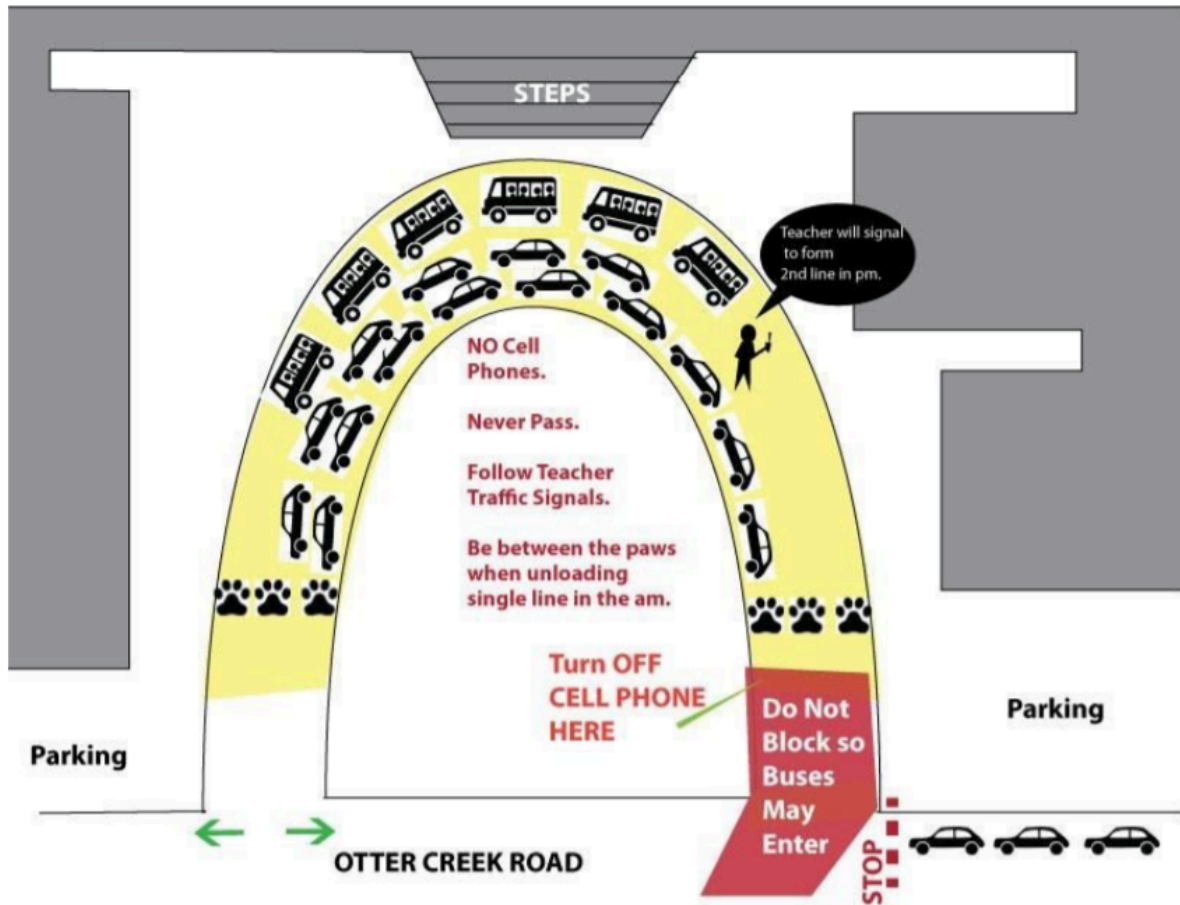 STEPS
Teacher will signal
to form
2nd line in pm.
NO Cell
Phones.
Never Pass.
Follow Teacher
Traffic Signals.
Be between the paws
when unloading
single line in the am.
Turn OFF
CELL PHONE
HERE
Do Not
Block so
Buses
May
Enter
Parking
Parking
STOP
OTTER CREEK ROAD